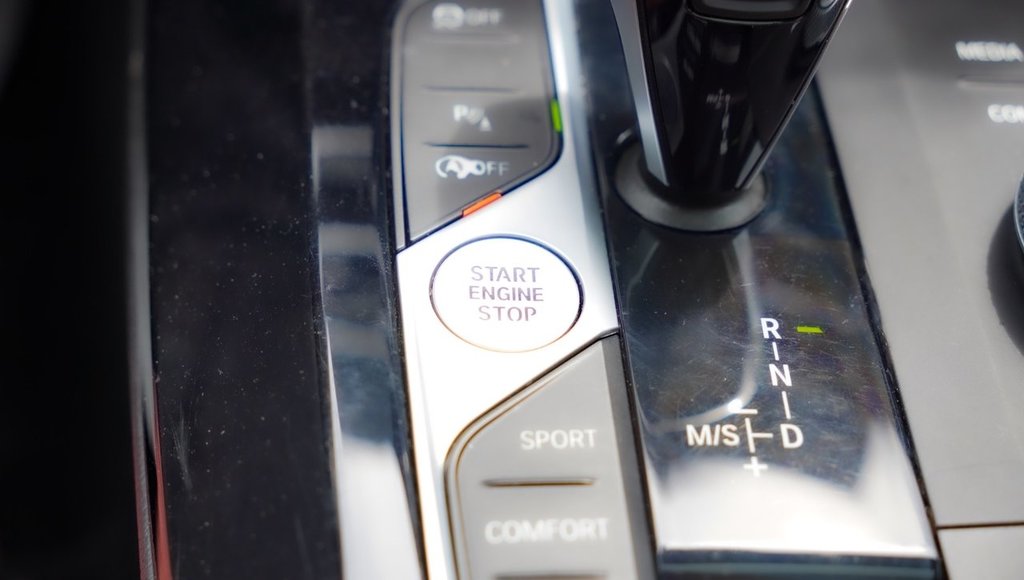 OFF
P
OFF
START
ENGINE
STOP
SPORT
COMFORT
MEDIA
R
N
M/S
D
+